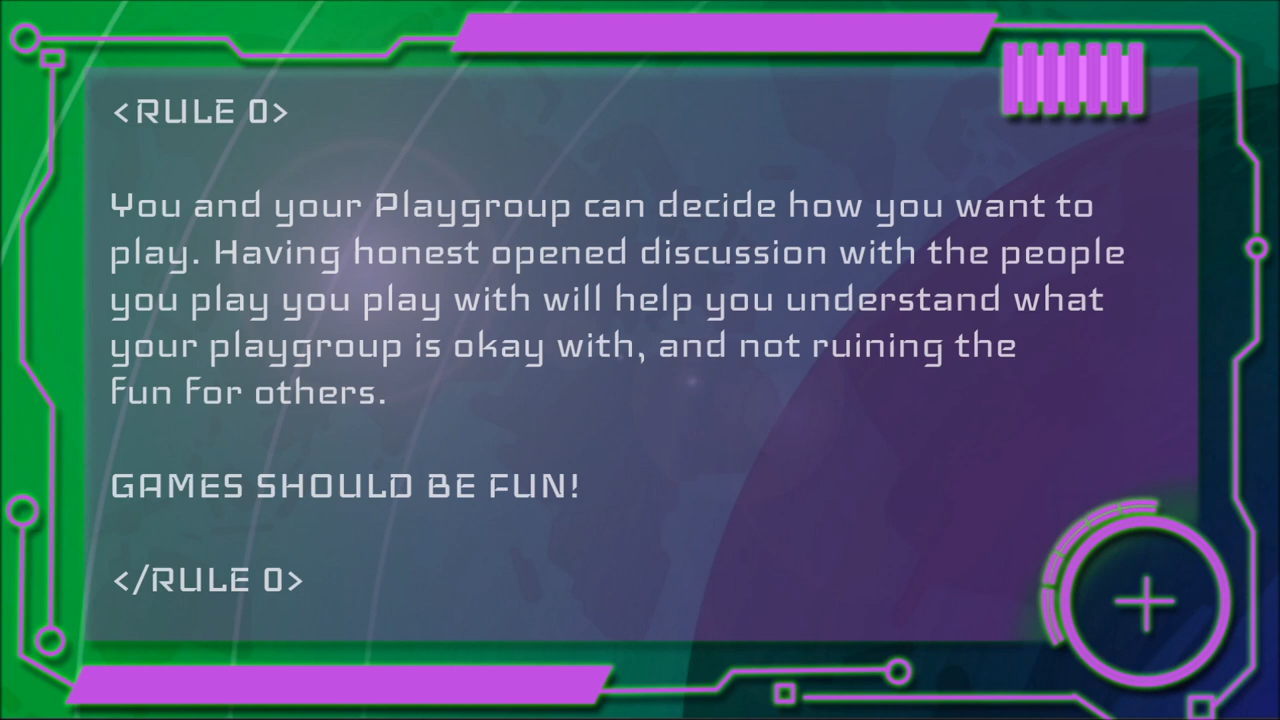 <RULE 0>
You and your Playgroup can decide how you want to
play. Having honest opened discussion with the people
you play you play with will help you understand what
your playgroup is okay with, and not ruining the
fun for others.
GAMES SHOULD BE FUN!
</RULE 0>